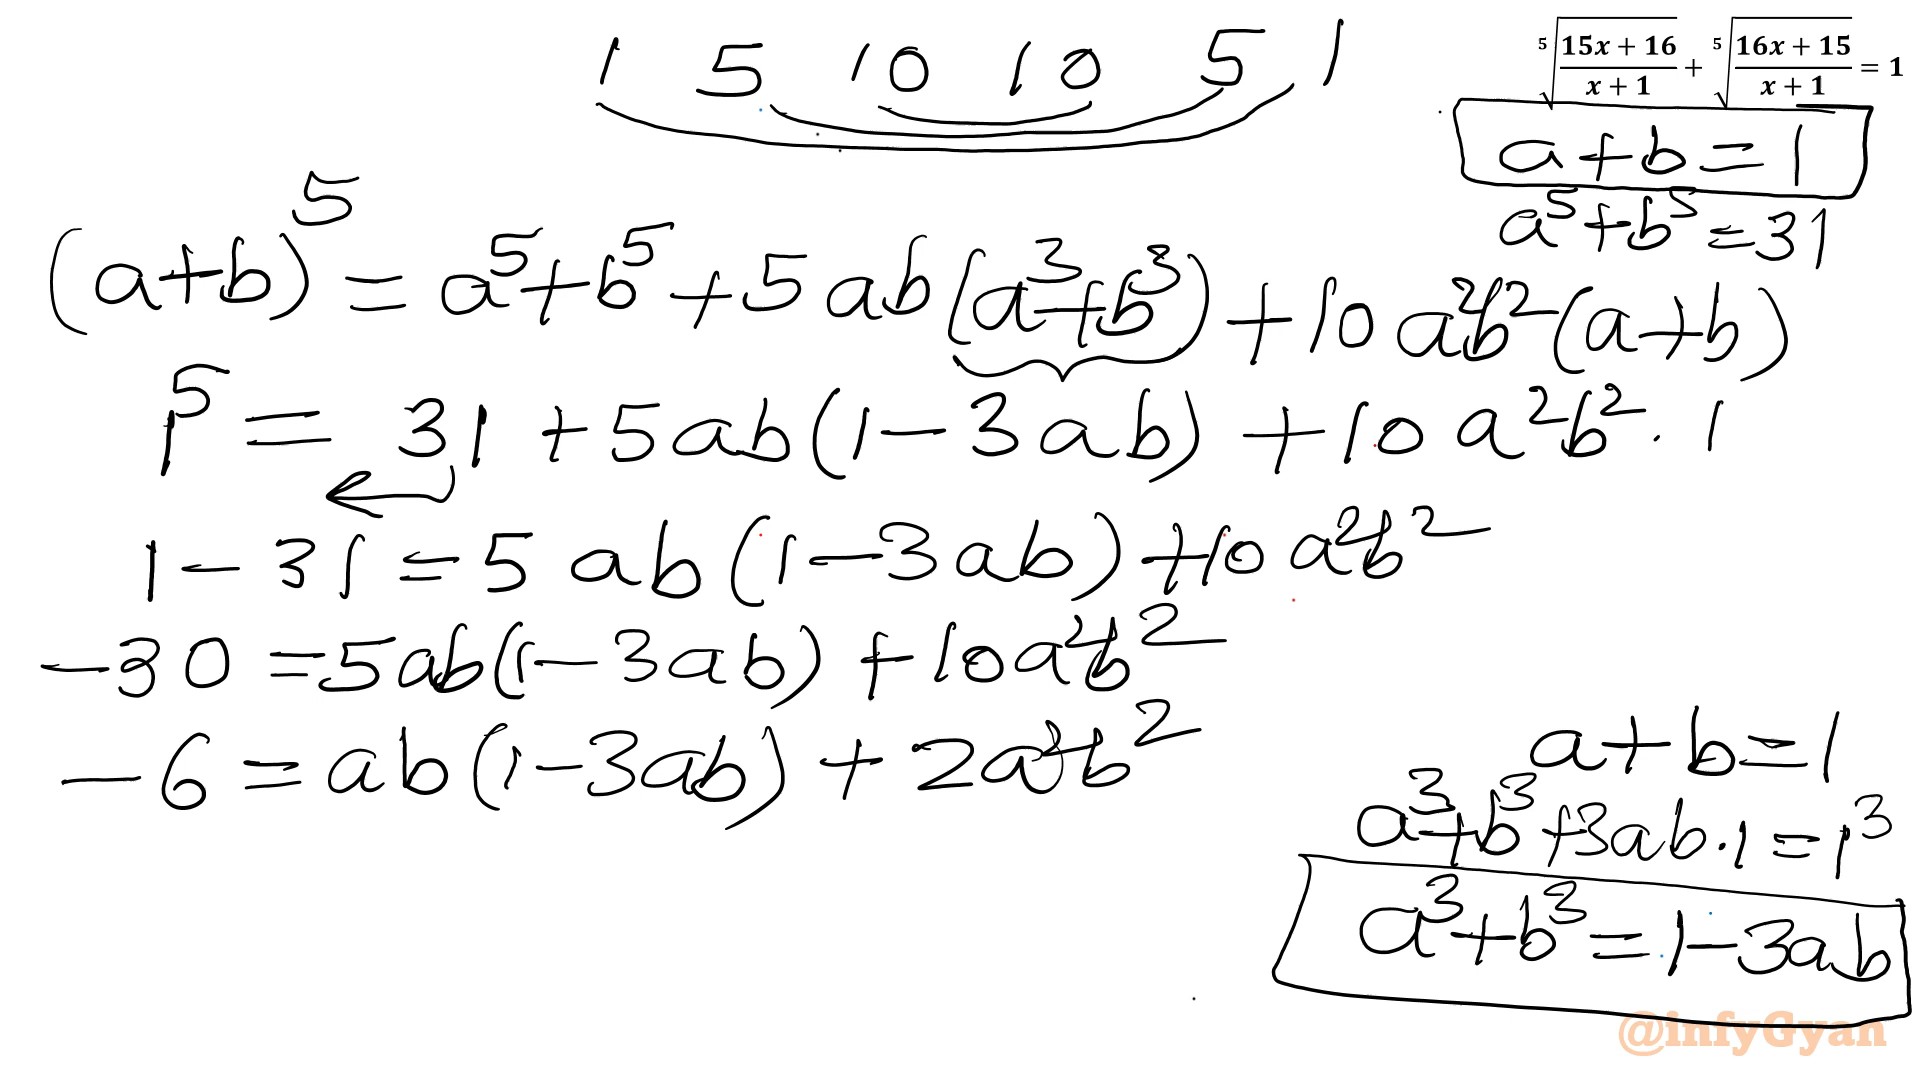 1 5 10 10 5 1
⁵√((15x + 16)/(x + 1)) + ⁵√((16x + 15)/(x + 1)) = 1
a+b=1
a⁵+b⁵=31
(a+b)⁵ = a⁵+b⁵+5ab(a³+b³)+10a²b²(a+b)
1⁵ = 31+5ab(1-3ab)+10a²b².1
1-31=5ab(1-3ab)+10a²b²
-30=5ab(1-3ab)+10a²b²
-6=ab(1-3ab)+2a²b²
a+b=1
a³+b³+3ab.1=1³
a³+b³=1-3ab
@infyGyan